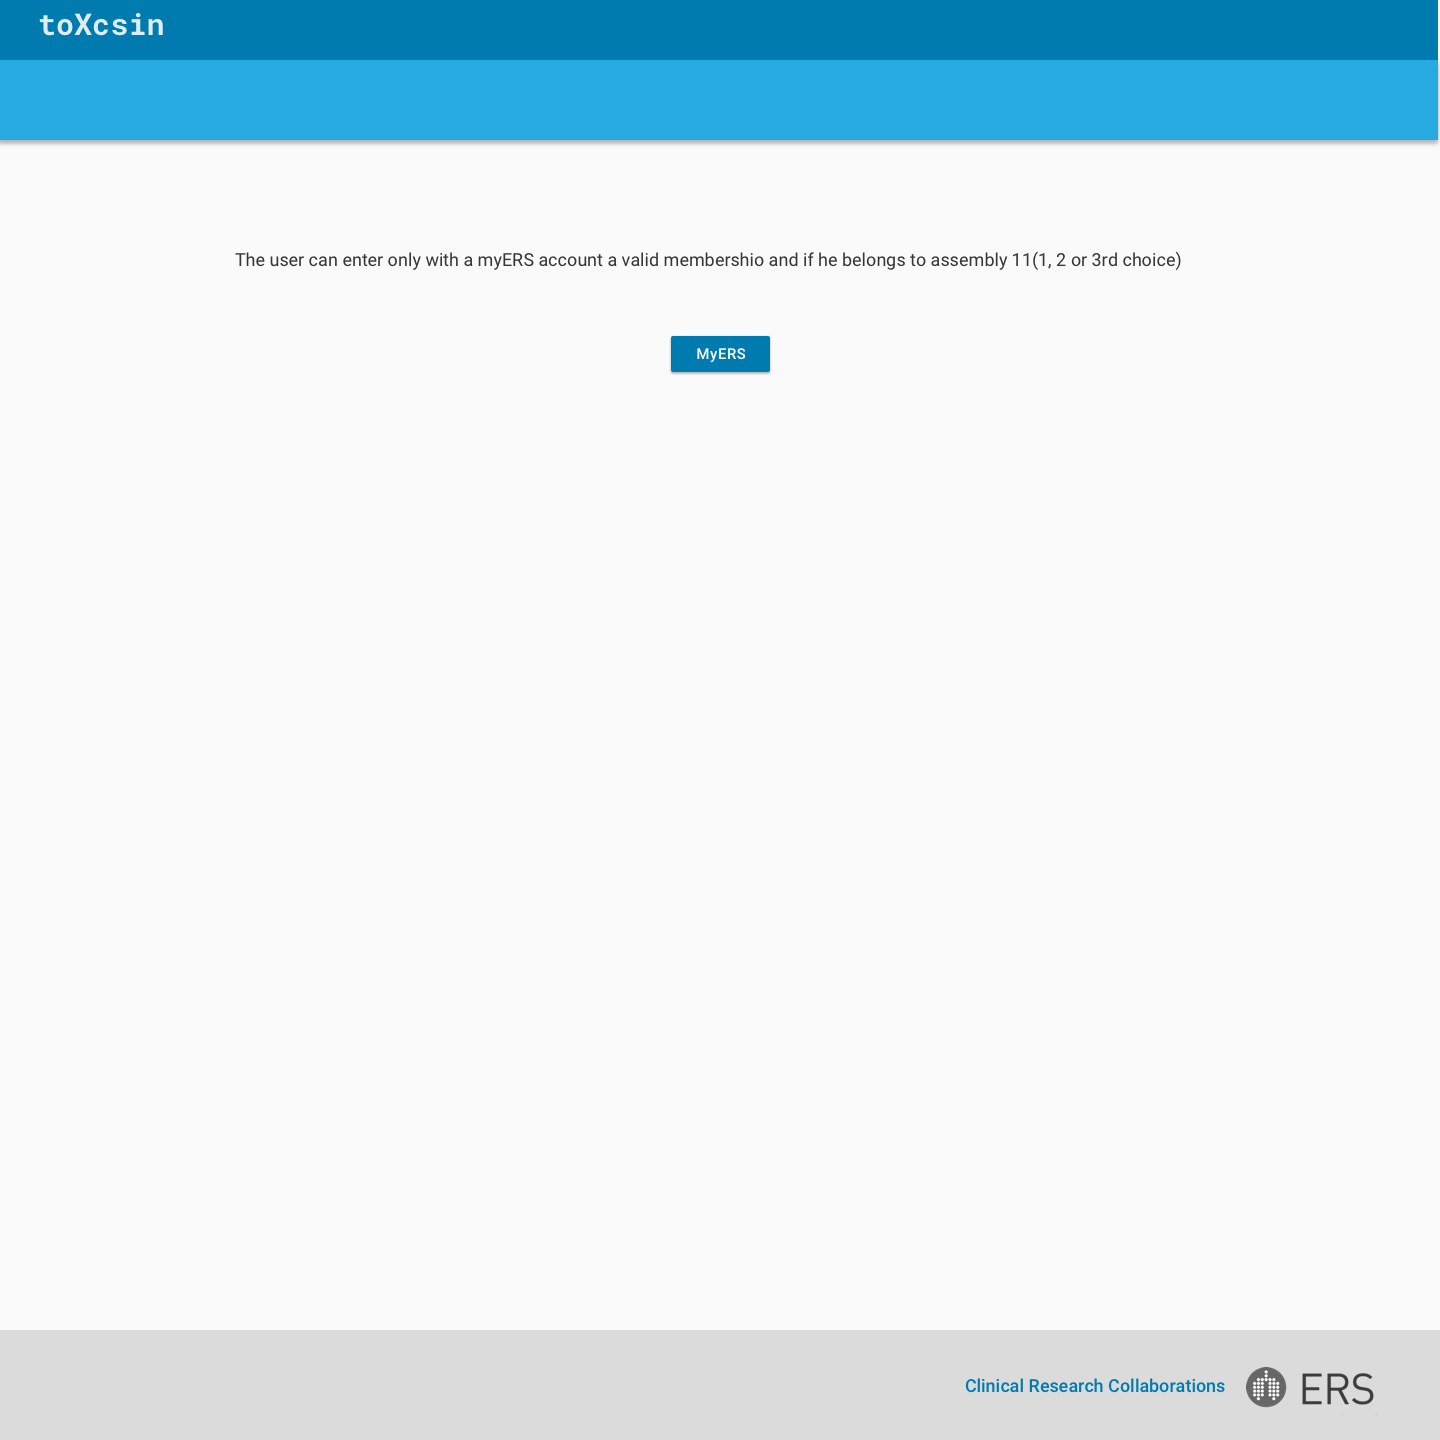 toXcsin
The user can enter only with a myERS account a valid membershio and if he belongs to assembly 11(1, 2 or 3rd choice)
MyERS
Clinical Research Collaborations
ERS